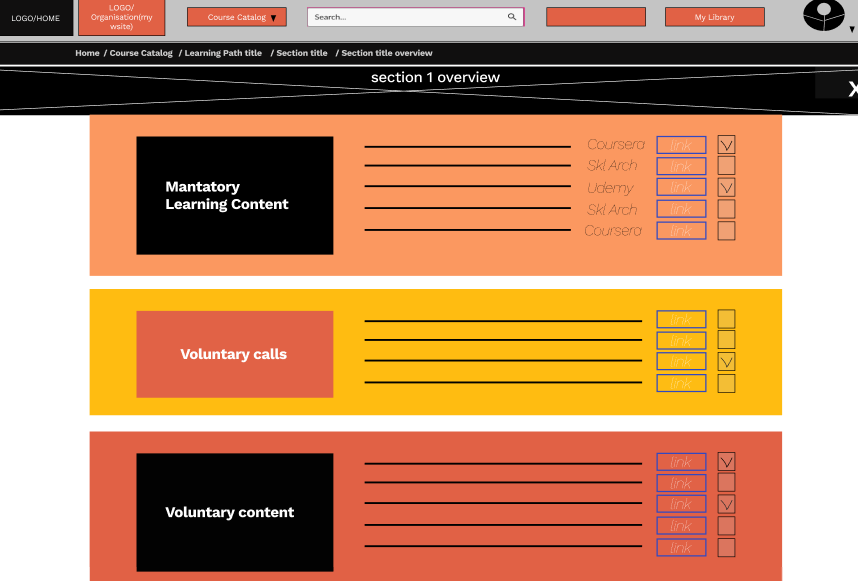 LOGO/HOME
LOGO/
Organisation(my
wsite)
Course Catalog ▼
Search...
My Library
▼
Home / Course Catalog / Learning Path title / Section title / Section title overview
section 1 overview
X
Mantatory
Learning Content
Coursera link
Skl Arch link
Udemy link
Skl Arch link
Coursera link
Voluntary calls
link
link
link
link
Voluntary content
link
link
link
link
link